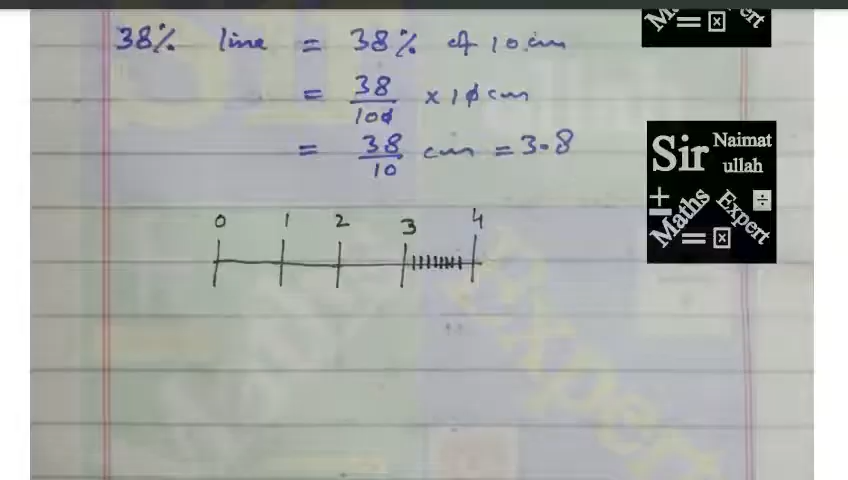 38% line = 38% of 10 cm
= 38/100 × 10 cm
= 38/10 cm = 3.8
0 1 2 3 4
Sir Naimat ullah
Maths Expert